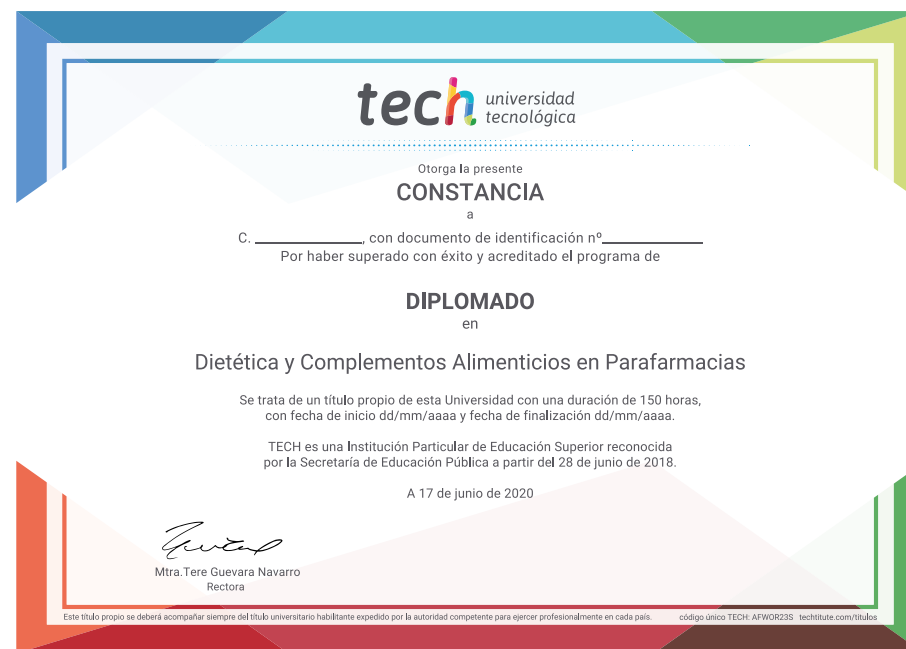 tech universidad
tecnológica
Otorga la presente
CONSTANCIA
a
C. ____________, con documento de identificación nº____________
Por haber superado con éxito y acreditado el programa de
DIPLOMADO
en
Dietética y Complementos Alimenticios en Parafarmacias
Se trata de un título propio de esta Universidad con una duración de 150 horas,
con fecha de inicio dd/mm/aaaa y fecha de finalización dd/mm/aaaa.
TECH es una Institución Particular de Educación Superior reconocida
por la Secretaría de Educación Pública a partir del 28 de junio de 2018.
A 17 de junio de 2020
Mtra.Tere Guevara Navarro
Rectora
Este título propio se deberá acompañar siempre del título universitario habilitante expedido por la autoridad competente para ejercer profesionalmente en cada país. código único TECH: AFWOR23S techtitute.com/titulos